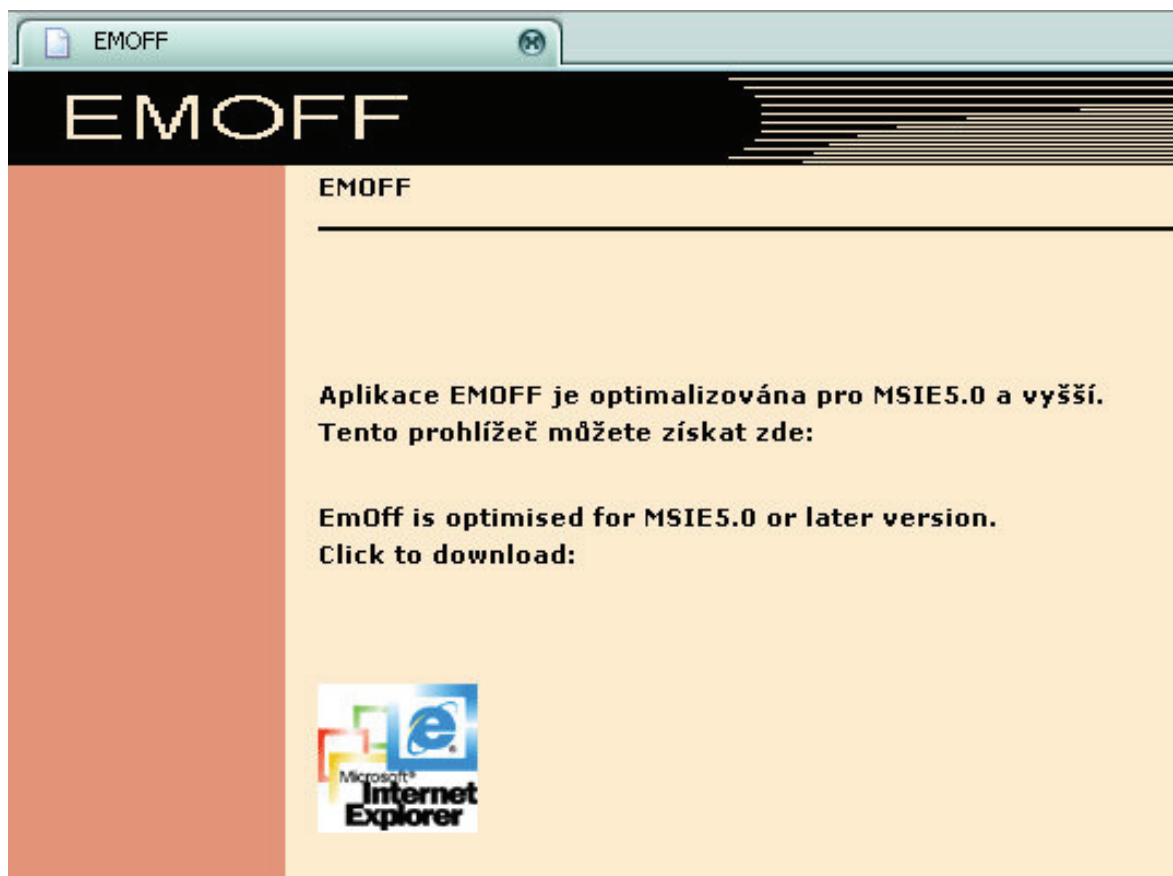 EMOFF
EMOFF
EMOFF
Aplikace EMOFF je optimalizována pro MSIE5.0 a vyšší.
Tento prohlížeč můžete získat zde:
EmOff is optimised for MSIE5.0 or later version.
Click to download:
Microsoft®
Internet
Explorer